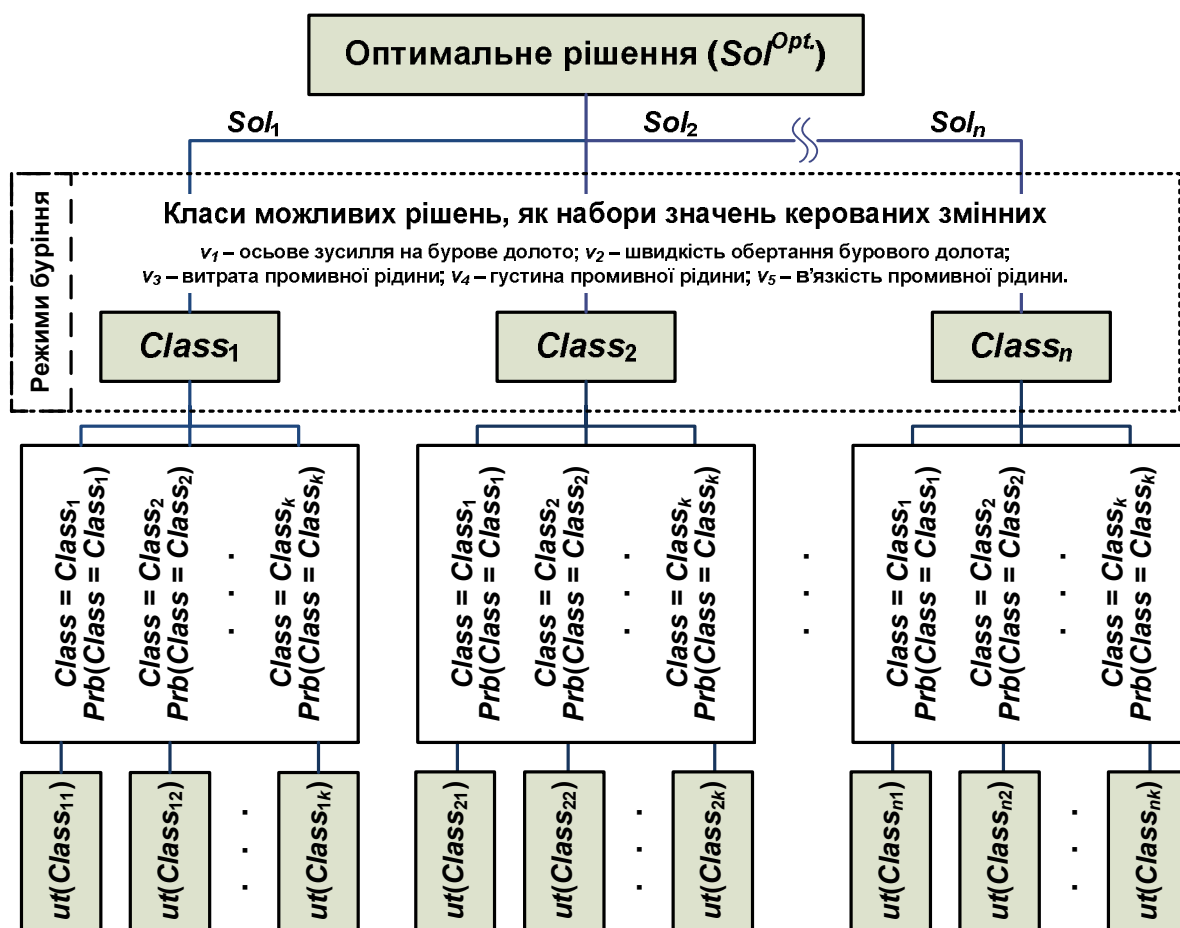 Оптимальне рішення (Sol^Opt.)
Sol₁
Sol₂
Solₙ
Режими буріння
Класи можливих рішень, як набори значень керованих змінних
v₁ – осьове зусилля на бурове долото; v₂ – швидкість обертання бурового долота;
v₃ – витрата промивної рідини; v₄ – густина промивної рідини; v₅ – в'язкість промивної рідини.
Class₁
Class₂
Classₙ
Class = Class₁
Prb(Class = Class₁)
Class = Class₂
Prb(Class = Class₂)
. . .
Class = Classₖ
Prb(Class = Classₖ)
Class = Class₁
Prb(Class = Class₁)
Class = Class₂
Prb(Class = Class₂)
. . .
Class = Classₖ
Prb(Class = Classₖ)
. . .
Class = Class₁
Prb(Class = Class₁)
Class = Class₂
Prb(Class = Class₂)
. . .
Class = Classₖ
Prb(Class = Classₖ)
ut(Class₁₁)
ut(Class₁₂)
. . .
ut(Class₁ₖ)
ut(Class₂₁)
ut(Class₂₂)
. . .
ut(Class₂ₖ)
. . .
ut(Classₙ₁)
ut(Classₙ₂)
. . .
ut(Classₙₖ)